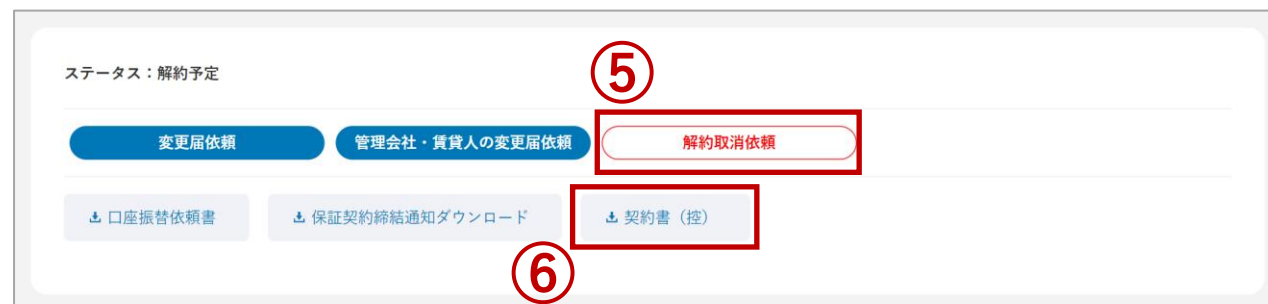 ステータス：解約予定
⑤
変更届依頼 管理会社・賃貸人の変更届依頼 解約取消依頼
口座振替依頼書 保証契約締結通知ダウンロード 契約書（控）
⑥